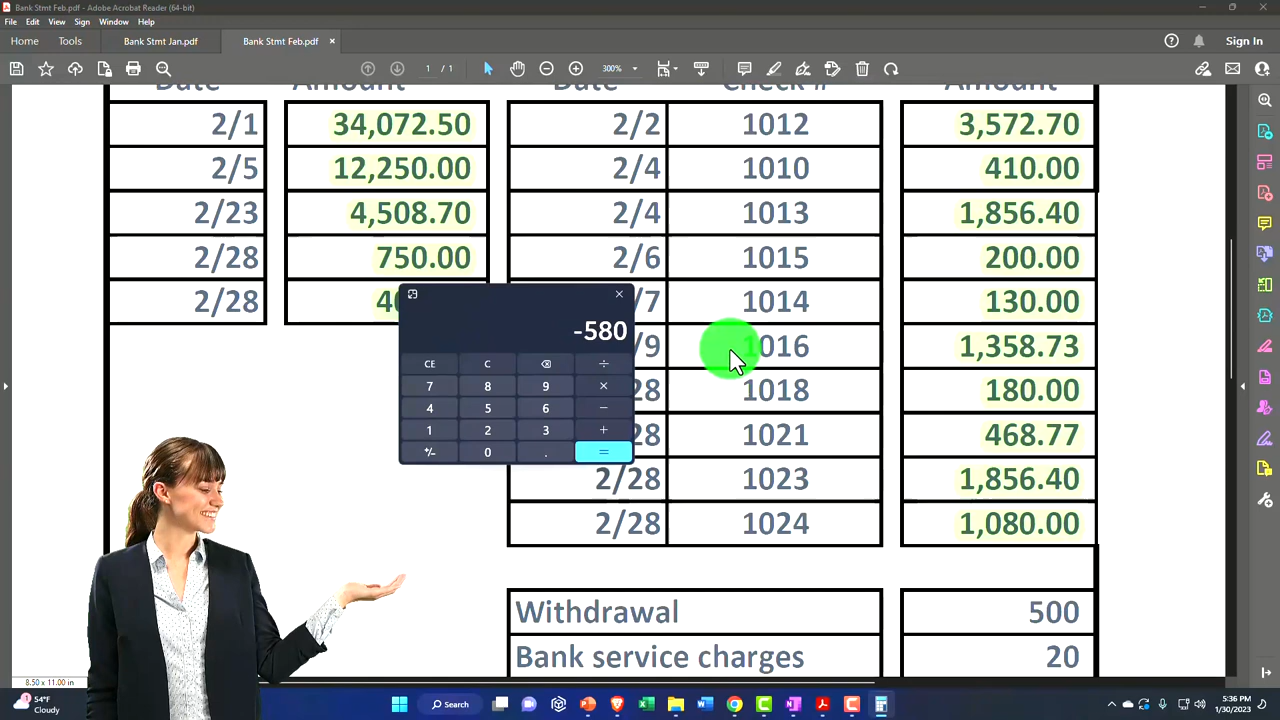 Bank Stmt Feb.pdf - Adobe Acrobat Reader (64-bit)
File Edit View Sign Window Help
Home Tools Bank Stmt Jan.pdf Bank Stmt Feb.pdf × Sign In
1 / 1 300%
Date Amount Date Check # Amount
2/1 34,072.50 2/2 1012 3,572.70
2/5 12,250.00 2/4 1010 410.00
2/23 4,508.70 2/4 1013 1,856.40
2/28 750.00 2/6 1015 200.00
2/28 /7 1014 130.00
/9 1016 1,358.73
28 1018 180.00
28 1021 468.77
2/28 1023 1,856.40
2/28 1024 1,080.00
Withdrawal 500
Bank service charges 20
-580
CE C ÷
7 8 9 ×
4 5 6 −
1 2 3 +
+/- 0 . =
8.50 x 11.00 in
1 54°F
Cloudy
Search
5:36 PM
1/30/2023